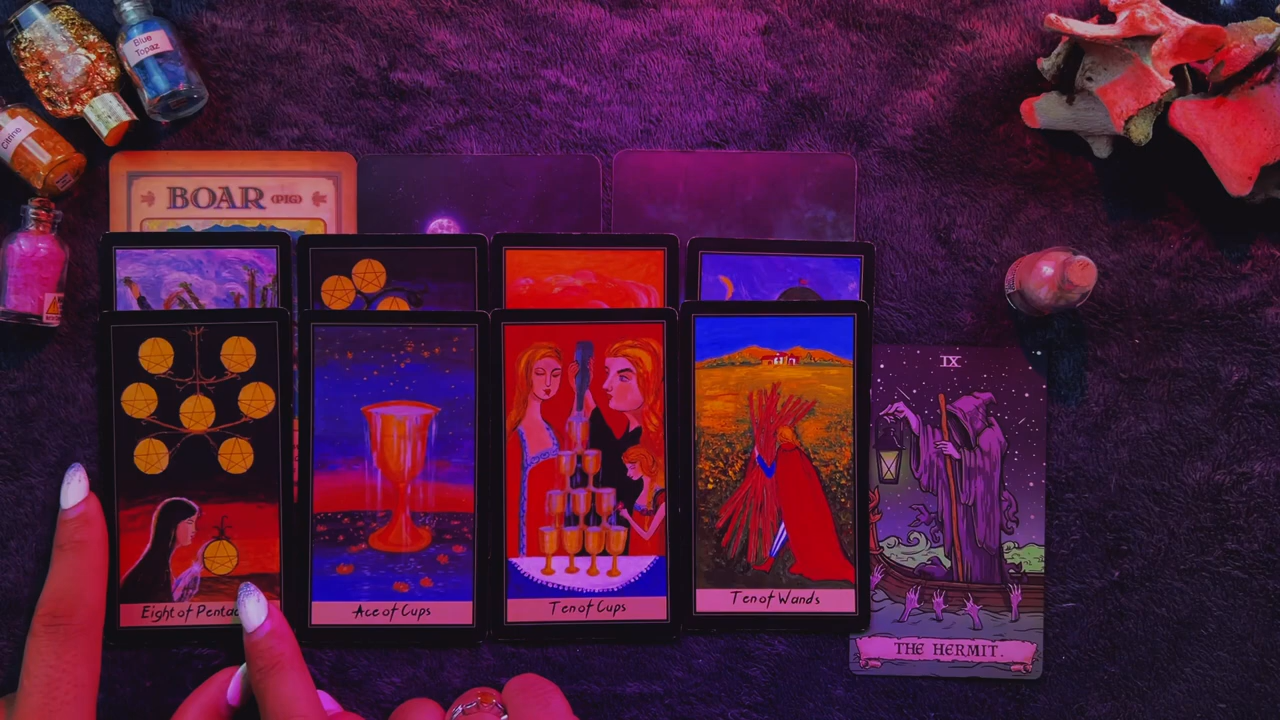 Blue
Topaz
Citrine
BOAR (PIG)
IX
Eight of Pentac
Ace of Cups
Ten of Cups
Ten of Wands
THE HERMIT.